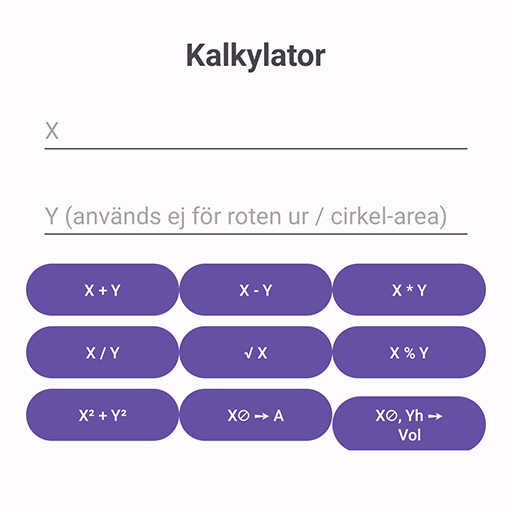 Kalkylator
X
Y (används ej för roten ur / cirkel-area)
X + Y
X - Y
X * Y
X / Y
√ X
X % Y
X² + Y²
X∅ ➙ A
X∅, Yh ➙
Vol